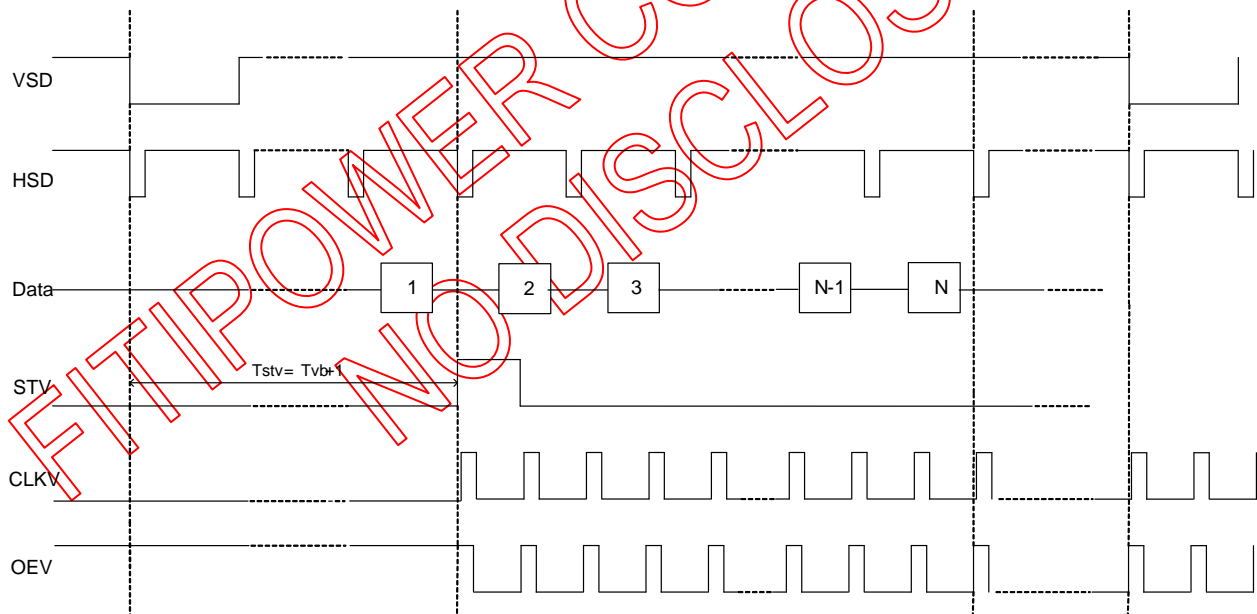 FITIPOWER CO
NO DISCLOS
VSD
HSD
Data
1
2
3
N-1
N
STV
Tstv= Tvb+1
CLKV
OEV